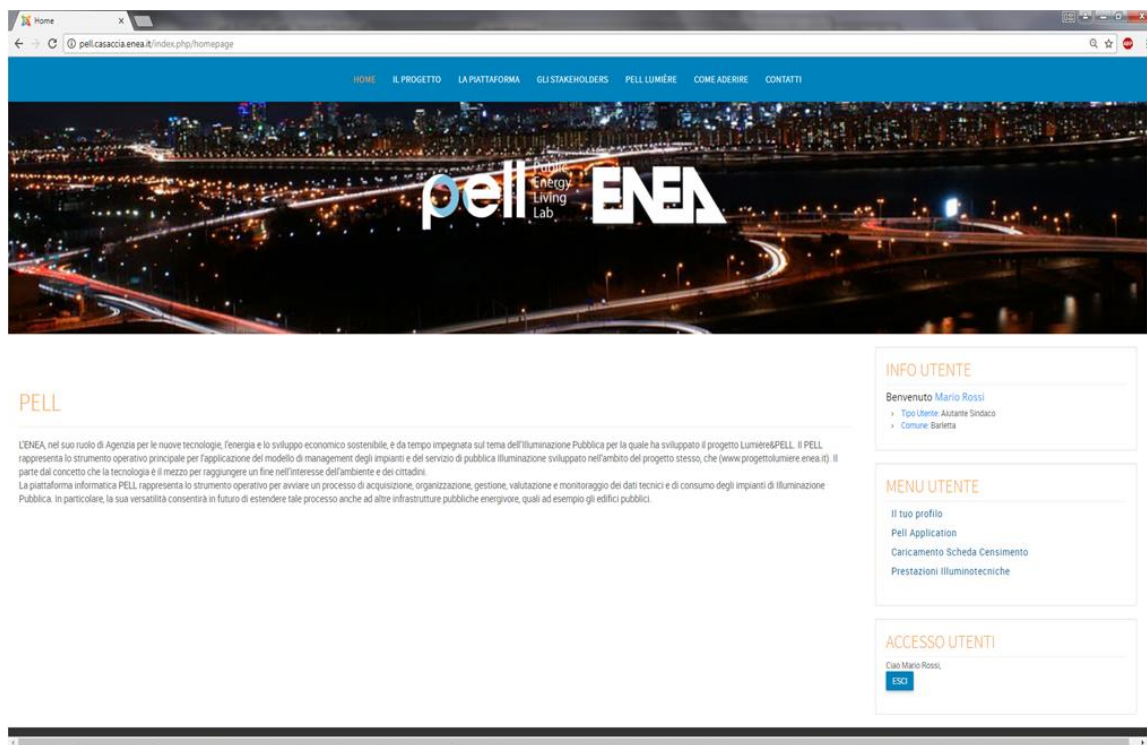 Home
pell.casaccia.enea.it/index.php/homepage
HOME IL PROGETTO LA PIATTAFORMA GLI STAKEHOLDERS PELL LUMIÈRE COME ADERIRE CONTATTI
pell Public
Energy
Living
Lab
ENEA
PELL
L'ENEA, nel suo ruolo di Agenzia per le nuove tecnologie, l'energia e lo sviluppo economico sostenibile, è da tempo impegnata sul tema dell'Illuminazione Pubblica per la quale ha sviluppato il progetto Lumière&PELL. Il PELL
rappresenta lo strumento operativo principale per l'applicazione del modello di management degli impianti e del servizio di pubblica illuminazione sviluppato nell'ambito del progetto stesso, che (www.progettolumiere.enea.it). Il
parte dal concetto che la tecnologia è il mezzo per raggiungere un fine nell'interesse dell'ambiente e dei cittadini.
La piattaforma informatica PELL rappresenta lo strumento operativo per avviare un processo di acquisizione, organizzazione, gestione, valutazione e monitoraggio dei dati tecnici e di consumo degli impianti di Illuminazione
Pubblica. In particolare, la sua versatilità consentirà in futuro di estendere tale processo anche ad altre infrastrutture pubbliche energivore, quali ad esempio gli edifici pubblici.
INFO UTENTE
Benvenuto Mario Rossi
Tipo Utente: Aiutante Sindaco
Comune: Barletta
MENU UTENTE
Il tuo profilo
Pell Application
Caricamento Scheda Censimento
Prestazioni Illuminotecniche
ACCESSO UTENTI
Ciao Mario Rossi,
ESCI